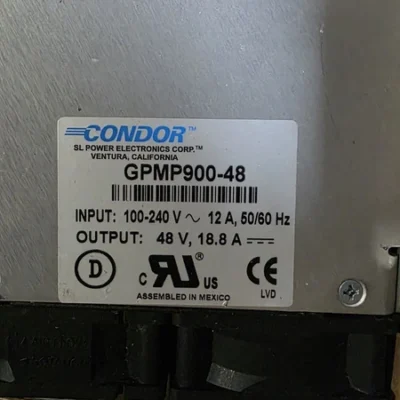 CONDOR™
SL POWER ELECTRONICS CORP.™
VENTURA, CALIFORNIA
GPMP900-48
INPUT: 100-240 V ∼ 12 A, 50/60 Hz
OUTPUT: 48 V, 18.8 A ⎓
D
C RU® US
CE
LVD
ASSEMBLED IN MEXICO